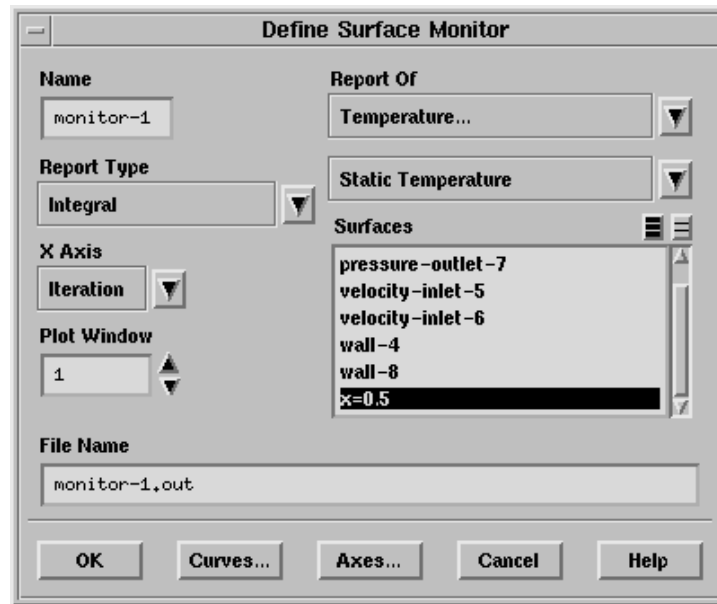 Define Surface Monitor
Name
monitor-1
Report Type
Integral
X Axis
Iteration
Plot Window
1
Report Of
Temperature...
Static Temperature
Surfaces
pressure-outlet-7
velocity-inlet-5
velocity-inlet-6
wall-4
wall-8
x=0.5
File Name
monitor-1.out
OK
Curves...
Axes...
Cancel
Help